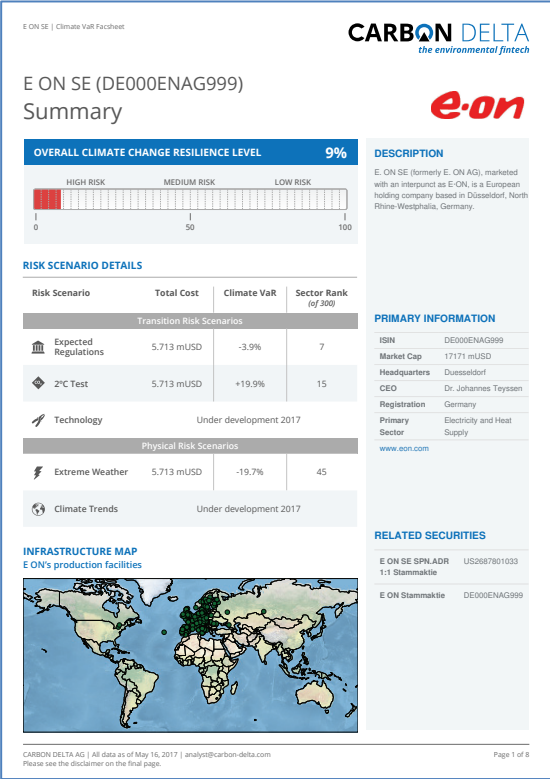 E ON SE | Climate VaR Factsheet
CARBON DELTA
the environmental fintech
E ON SE (DE000ENAG999)
Summary
e·on
OVERALL CLIMATE CHANGE RESILIENCE LEVEL 9%
HIGH RISK MEDIUM RISK LOW RISK
0 50 100
RISK SCENARIO DETAILS
Risk Scenario Total Cost Climate VaR Sector Rank
(of 300)
Transition Risk Scenarios
Expected
Regulations 5.713 mUSD -3.9% 7
2°C Test 5.713 mUSD +19.9% 15
Technology Under development 2017
Physical Risk Scenarios
Extreme Weather 5.713 mUSD -19.7% 45
Climate Trends Under development 2017
INFRASTRUCTURE MAP
E ON's production facilities
DESCRIPTION
E. ON SE (formerly E. ON AG), marketed
with an interpunct as E·ON, is a European
holding company based in Düsseldorf, North
Rhine-Westphalia, Germany.
PRIMARY INFORMATION
ISIN DE000ENAG999
Market Cap 17171 mUSD
Headquarters Duesseldorf
CEO Dr. Johannes Teyssen
Registration Germany
Primary Electricity and Heat
Sector Supply
www.eon.com
RELATED SECURITIES
E ON SE SPN.ADR US2687801033
1:1 Stammaktie
E ON Stammaktie DE000ENAG999
CARBON DELTA AG | All data as of May 16, 2017 | analyst@carbon-delta.com
Please see the disclaimer on the final page.
Page 1 of 8